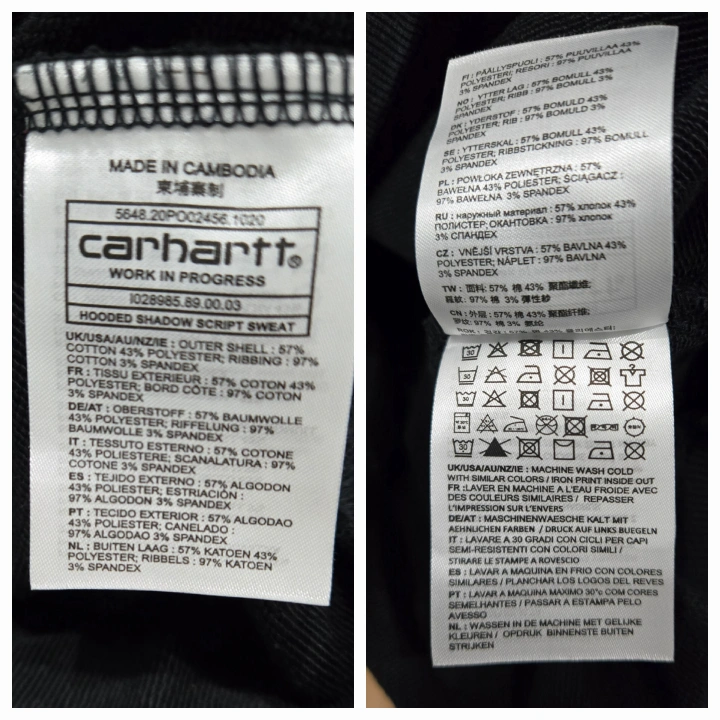 MADE IN CAMBODIA
柬埔寨制
5648.20PO02456.1020
carhartt®
WORK IN PROGRESS
I028985.89.00.03
HOODED SHADOW SCRIPT SWEAT
UK/USA/AU/NZ/IE : OUTER SHELL : 57%
COTTON 43% POLYESTER; RIBBING : 97%
COTTON 3% SPANDEX
FR : TISSU EXTERIEUR : 57% COTON 43%
POLYESTER; BORD CÔTE : 97% COTON
3% SPANDEX
DE/AT : OBERSTOFF : 57% BAUMWOLLE
43% POLYESTER; RIFFELUNG : 97%
BAUMWOLLE 3% SPANDEX
IT : TESSUTO ESTERNO : 57% COTONE
43% POLIESTERE; SCANALATURA : 97%
COTONE 3% SPANDEX
ES : TEJIDO EXTERNO : 57% ALGODON
43% POLIESTER; ESTRIACIÓN :
97% ALGODON 3% SPANDEX
PT : TECIDO EXTERIOR : 57% ALGODAO
43% POLIESTER; CANELADO :
97% ALGODAO 3% SPANDEX
NL : BUITEN LAAG : 57% KATOEN 43%
POLYESTER; RIBBELS : 97% KATOEN
3% SPANDEX
FI : PÄÄLLYSPUOLI : 57% PUUVILLAA 43%
POLYESTERI; RESORI : 97% PUUVILLAA
3% SPANDEX
NO : YTTER LAG : 57% BOMULL 43%
POLYESTER; RIBB : 97% BOMULL 3%
SPANDEX
DK : YDERSTOF : 57% BOMULD 43%
POLYESTER; RIB : 97% BOMULD 3%
SPANDEX
SE : YTTERSKAL : 57% BOMULL 43%
POLYESTER; RIBBSTICKNING : 97% BOMULL
3% SPANDEX
PL : POWŁOKA ZEWNĘTRZNA : 57%
BAWEŁNA 43% POLIESTER; ŚCIĄGACZ :
97% BAWEŁNA 3% SPANDEX
RU : наружный материал : 57% хлопок 43%
ПОЛИСТЕР; ОКАНТОВКА : 97% хлопок
3% СПАНДЕКС
CZ : VNĚJŠÍ VRSTVA : 57% BAVLNA 43%
POLYESTER; NÁPLET : 97% BAVLNA
3% SPANDEX
TW : 面料: 57% 棉 43% 聚酯纖維;
羅紋: 97% 棉 3% 彈性紗
CN : 外层 : 57% 棉 43% 聚酯纤维;
罗纹: 97% 棉 3% 氨纶
UK/USA/AU/NZ/IE : MACHINE WASH COLD
WITH SIMILAR COLORS / IRON PRINT INSIDE OUT
FR :LAVER EN MACHINE A L'EAU FROIDE AVEC
DES COULEURS SIMILAIRES / REPASSER
L'IMPRESSION SUR L'ENVERS
DE/AT : MASCHINENWAESCHE KALT MIT
AEHNLICHEN FARBEN / DRUCK AUF LINKS BUEGELN
IT : LAVARE A 30 GRADI CON CICLI PER CAPI
SEMI-RESISTENTI CON COLORI SIMILI /
STIRARE LE STAMPE A ROVESCIO
ES : LAVAR A MAQUINA EN FRIO CON COLORES
SIMILARES / PLANCHAR LOS LOGOS DEL REVES
PT : LAVAR A MAQUINA MAXIMO 30°c COM CORES
SEMELHANTES / PASSAR A ESTAMPA PELO
AVESSO
NL : WASSEN IN DE MACHINE MET GELIJKE
KLEUREN / OPDRUK BINNENSTE BUITEN
STRIJKEN